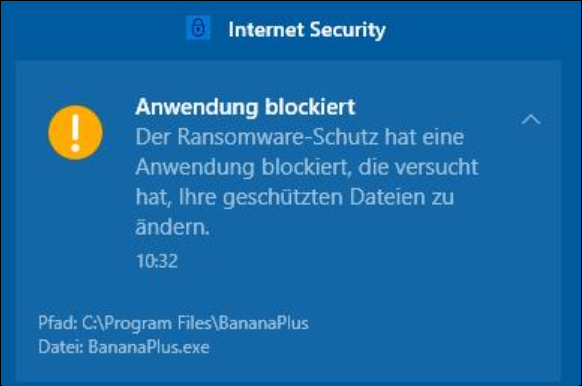 Internet Security
Anwendung blockiert
Der Ransomware-Schutz hat eine
Anwendung blockiert, die versucht
hat, Ihre geschützten Dateien zu
ändern.
10:32
Pfad: C:\Program Files\BananaPlus
Datei: BananaPlus.exe